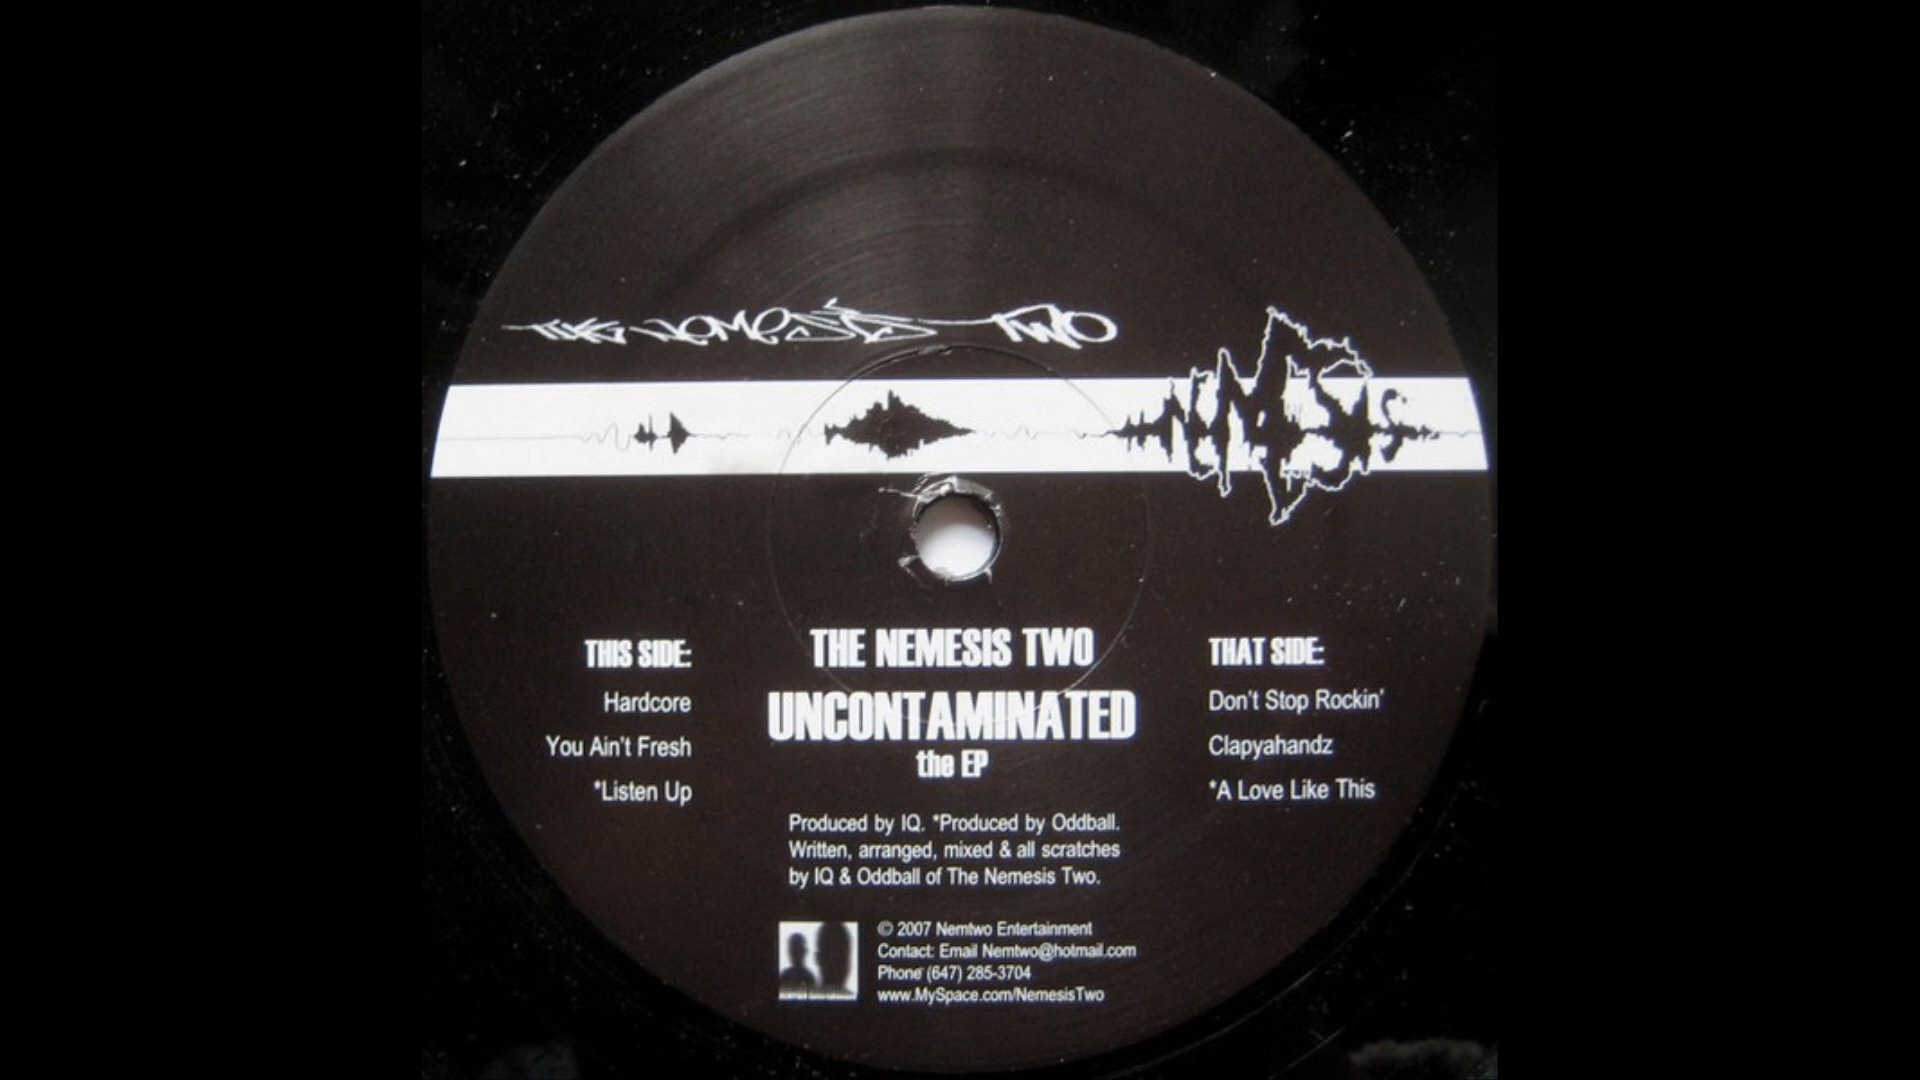 THE NEMESIS TWO
NEMESIS
THIS SIDE:
Hardcore
You Ain't Fresh
*Listen Up
THE NEMESIS TWO
UNCONTAMINATED
the EP
THAT SIDE:
Don't Stop Rockin'
Clapyahandz
*A Love Like This
Produced by IQ. *Produced by Oddball.
Written, arranged, mixed & all scratches
by IQ & Oddball of The Nemesis Two.
© 2007 Nemtwo Entertainment
Contact: Email Nemtwo@hotmail.com
Phone (647) 285-3704
www.MySpace.com/NemesisTwo